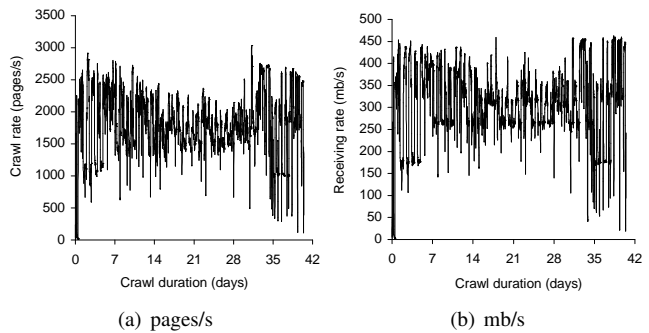 3500
3000
2500
2000
1500
1000
500
0
Crawl rate (pages/s)
0 7 14 21 28 35 42
Crawl duration (days)
(a) pages/s
500
450
400
350
300
250
200
150
100
50
0
Receiving rate (mb/s)
0 7 14 21 28 35 42
Crawl duration (days)
(b) mb/s